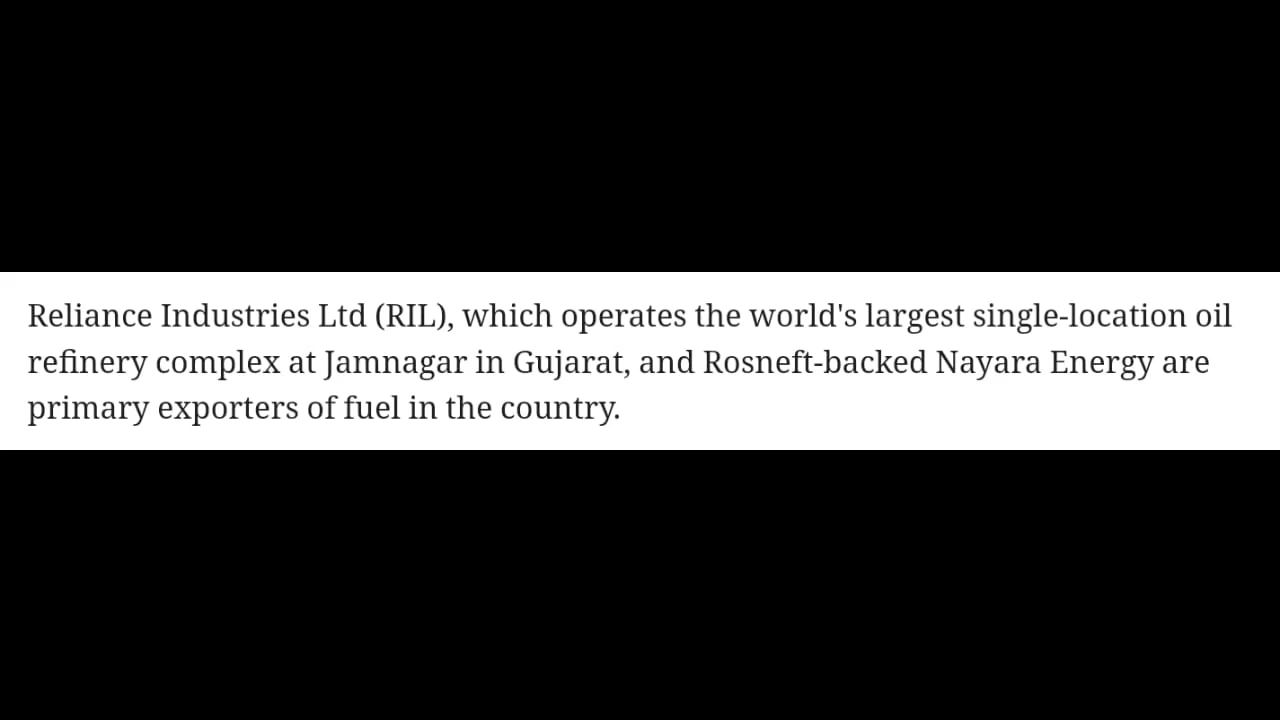 Reliance Industries Ltd (RIL), which operates the world's largest single-location oil
refinery complex at Jamnagar in Gujarat, and Rosneft-backed Nayara Energy are
primary exporters of fuel in the country.